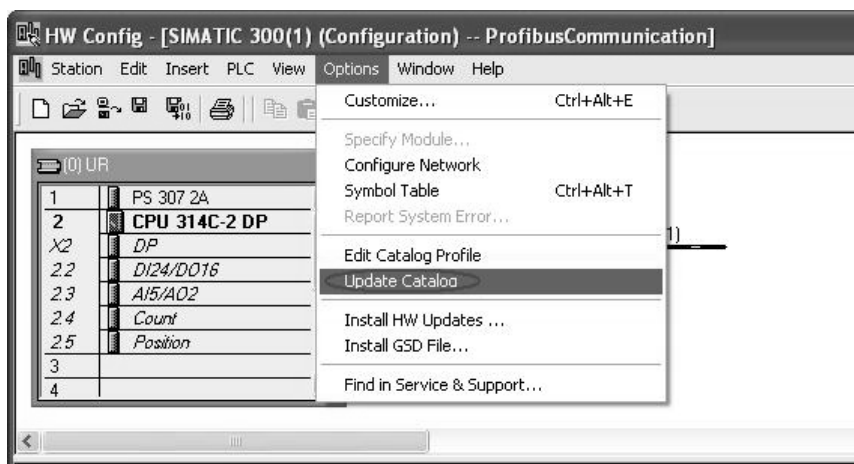 HW Config - [SIMATIC 300(1) (Configuration) -- ProfibusCommunication]
Station Edit Insert PLC View Options Window Help
Customize... Ctrl+Alt+E
Specify Module...
Configure Network
Symbol Table Ctrl+Alt+T
Report System Error...
Edit Catalog Profile
Update Catalog
Install HW Updates ...
Install GSD File...
Find in Service & Support...
(0) UR
1 PS 307 2A
2 CPU 314C-2 DP
X2 DP
2.2 DI24/DO16
2.3 AI5/AO2
2.4 Count
2.5 Position
3
4
1)